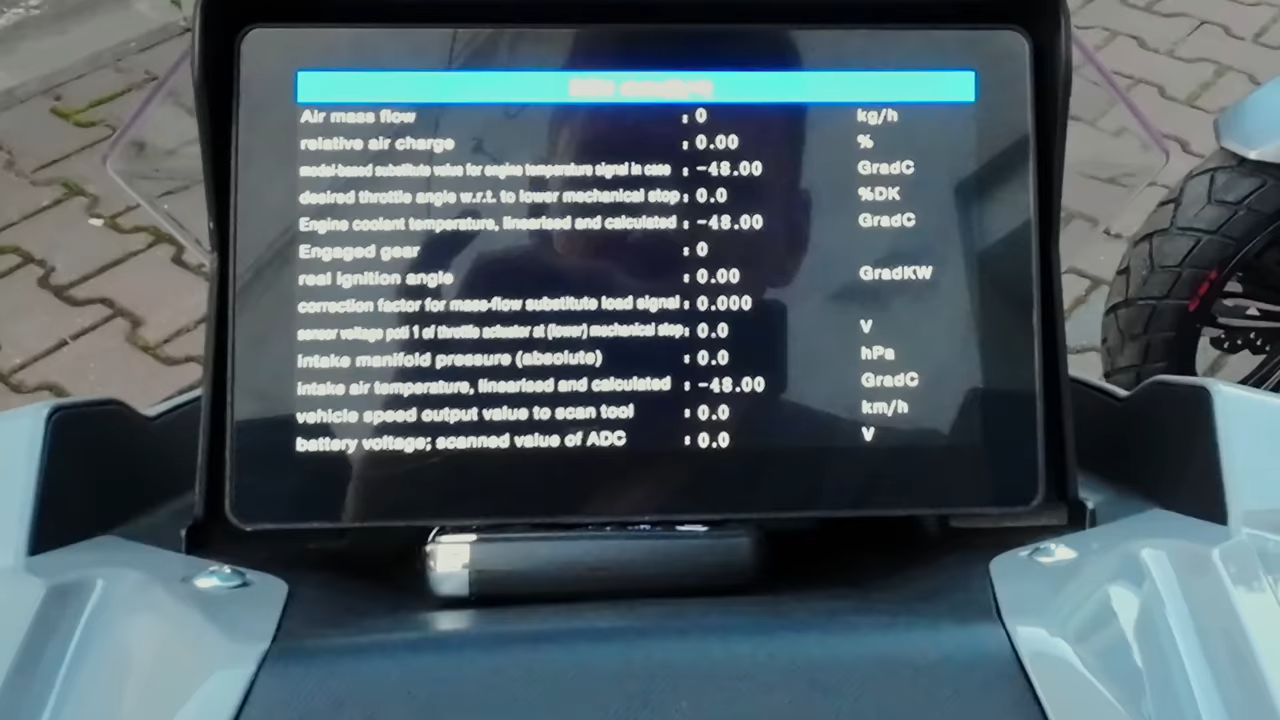 Air mass flow : 0 kg/h
relative air charge : 0.00 %
model-based substitute value for engine temperature signal in case : -48.00 GradC
desired throttle angle w.r.t. to lower mechanical stop : 0.0 %DK
Engine coolant temperature, linearised and calculated : -48.00 GradC
Engaged gear : 0
real ignition angle : 0.00 GradKW
correction factor for mass-flow substitute load signal : 0.000
sensor voltage poti 1 of throttle actuator at (lower) mechanical stop : 0.0 V
Intake manifold pressure (absolute) : 0.0 hPa
intake air temperature, linearised and calculated : -48.00 GradC
vehicle speed output value to scan tool : 0.0 km/h
battery voltage; scanned value of ADC : 0.0 V